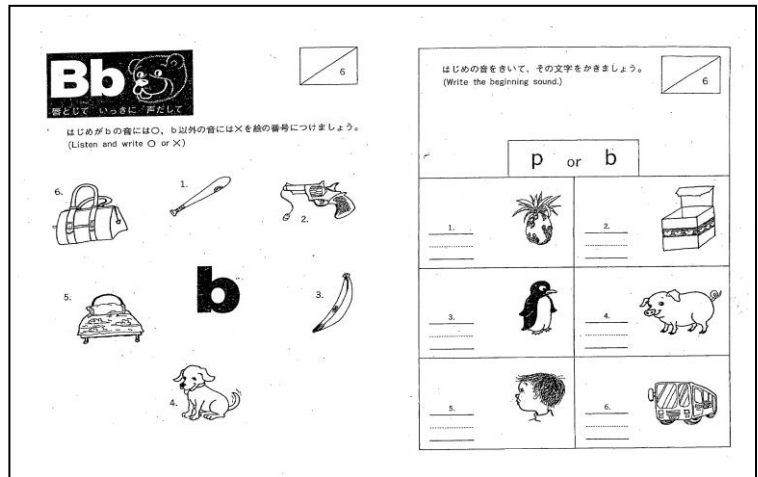 Bb
唇とじて いっきに 声だして
6
はじめがｂの音には○，ｂ以外の音には×を絵の番号につけましょう。
(Listen and write ○ or ×)
6.
1.
2.
5.
b
3.
4.
はじめの音をきいて、その文字をかきましょう。
(Write the beginning sound.)
6
p or b
1.
2.
3.
4.
5.
6.